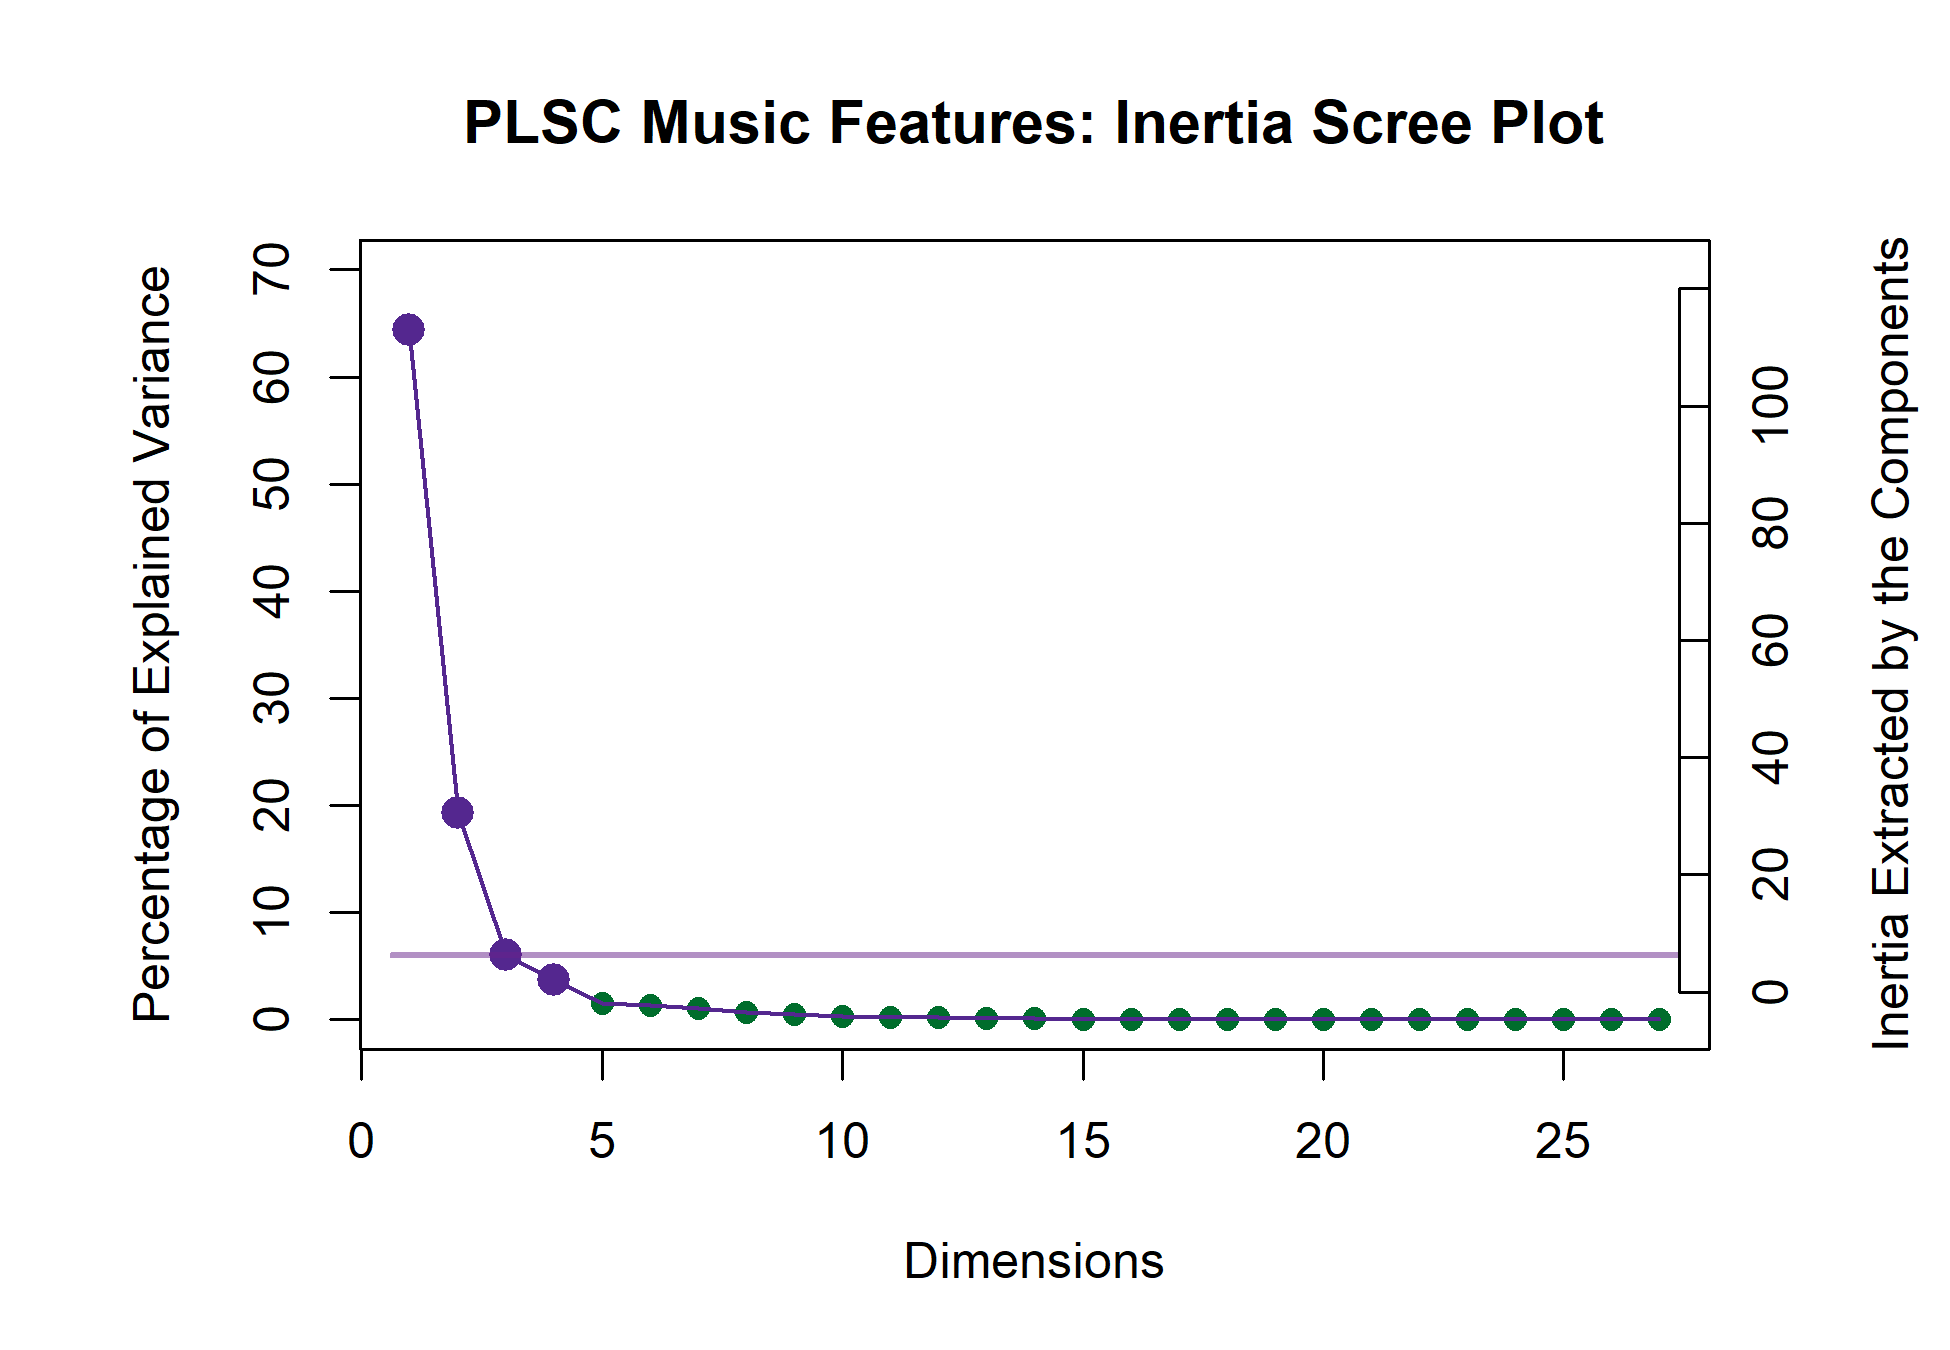 PLSC Music Features: Inertia Scree Plot
Percentage of Explained Variance
70
60
50
40
30
20
10
0
Inertia Extracted by the Components
100
80
60
40
20
0
0 5 10 15 20 25
Dimensions